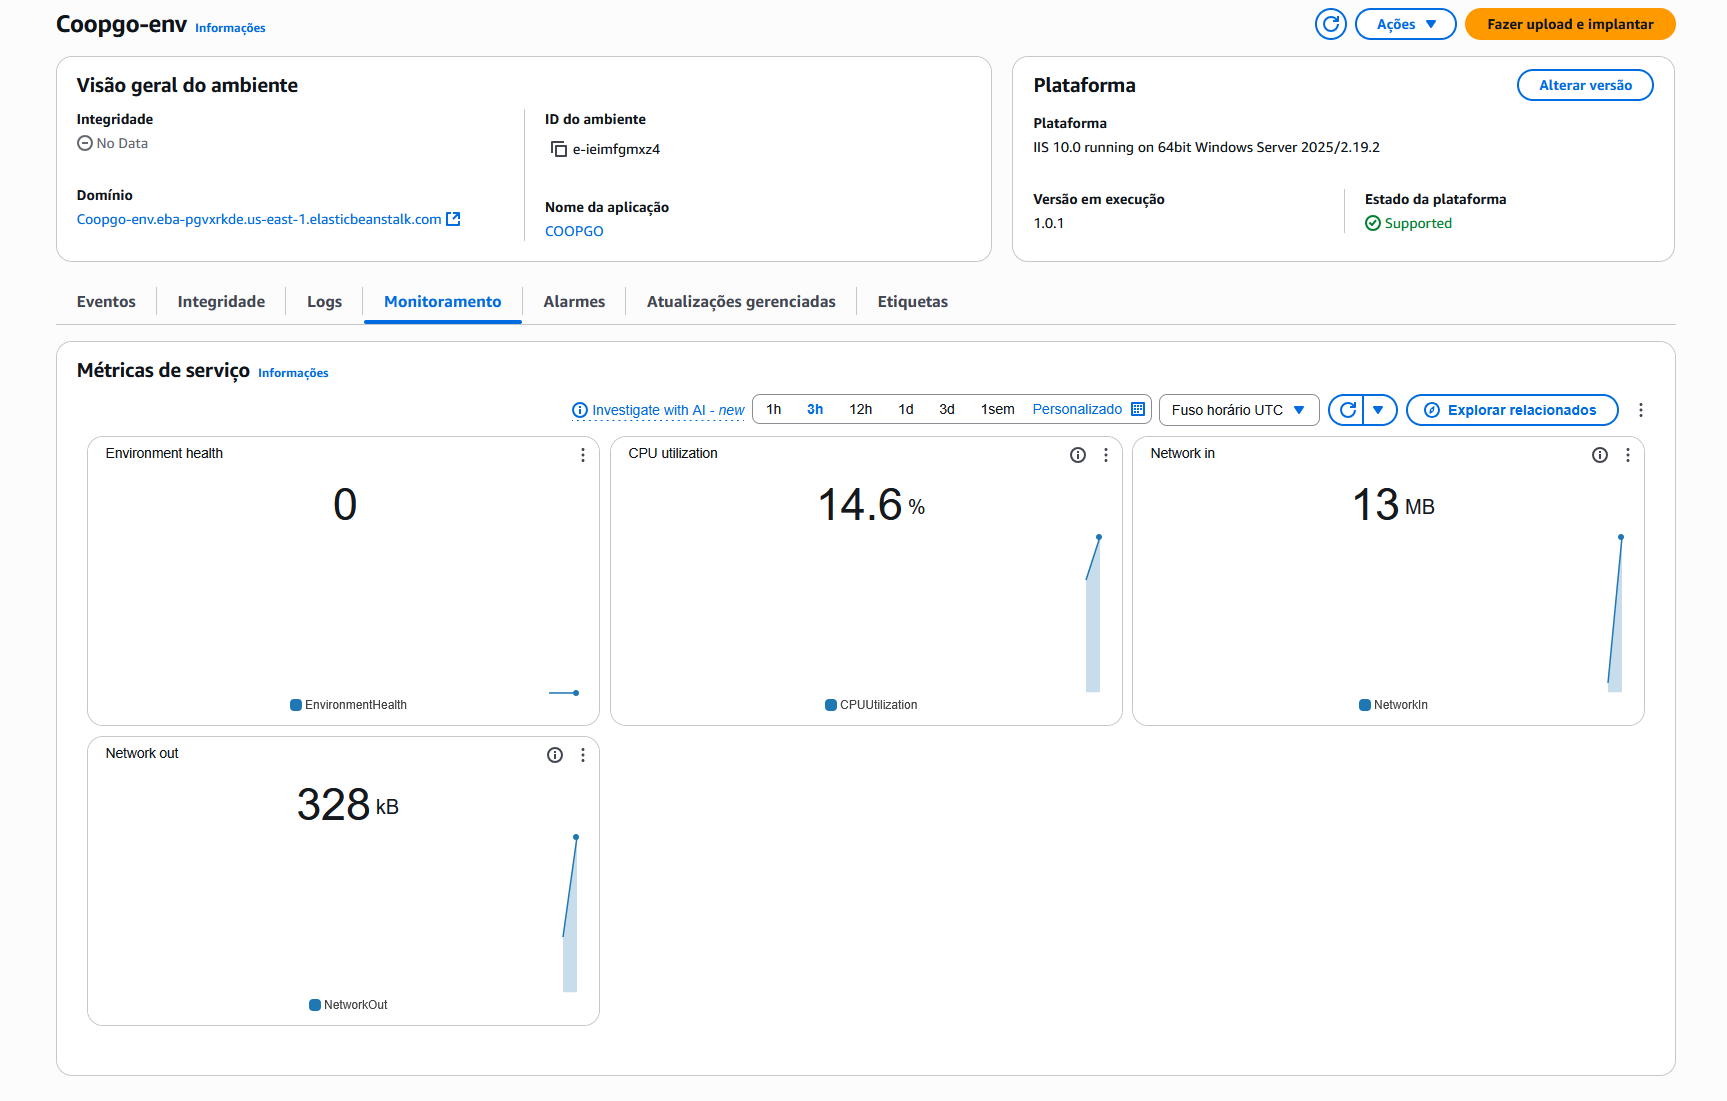 Coopgo-env Informações
Ações
Fazer upload e implantar
Visão geral do ambiente
Integridade
No Data
Domínio
Coopgo-env.eba-pgvxrkde.us-east-1.elasticbeanstalk.com
ID do ambiente
e-ieimfgmxz4
Nome da aplicação
COOPGO
Plataforma
Alterar versão
Plataforma
IIS 10.0 running on 64bit Windows Server 2025/2.19.2
Versão em execução
1.0.1
Estado da plataforma
Supported
Eventos
Integridade
Logs
Monitoramento
Alarmes
Atualizações gerenciadas
Etiquetas
Métricas de serviço Informações
Investigate with AI - new
1h 3h 12h 1d 3d 1sem Personalizado
Fuso horário UTC
Explorar relacionados
Environment health
0
EnvironmentHealth
CPU utilization
14.6 %
CPUUtilization
Network in
13 MB
NetworkIn
Network out
328 kB
NetworkOut